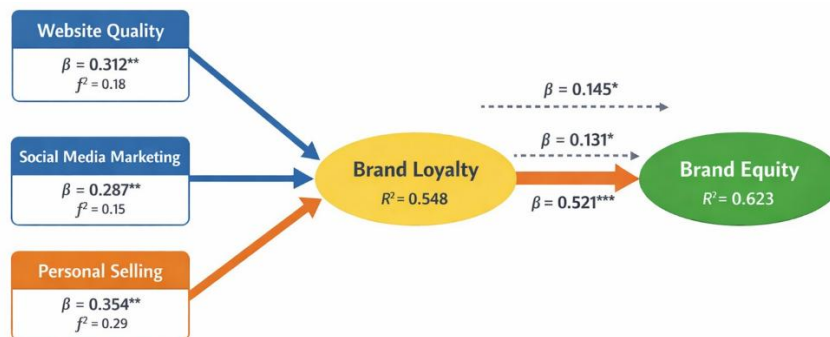 Website Quality
β = 0.312**
f² = 0.18
Social Media Marketing
β = 0.287**
f² = 0.15
Personal Selling
β = 0.354**
f² = 0.29
Brand Loyalty
R² = 0.548
β = 0.145*
β = 0.131*
β = 0.521***
Brand Equity
R² = 0.623